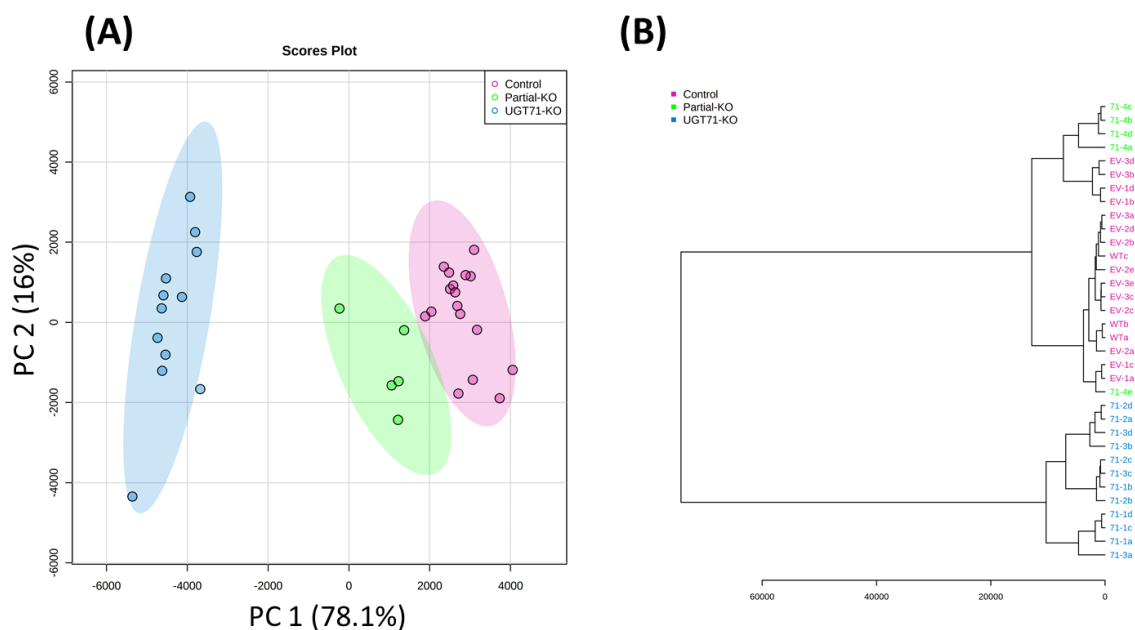 (A)
Scores Plot
Control
Partial-KO
UGT71-KO
6000
4000
2000
0
-2000
-4000
-6000
PC 2 (16%)
-6000
-4000
-2000
0
2000
4000
PC 1 (78.1%)
(B)
Control
Partial-KO
UGT71-KO
71-4c
71-4b
71-4d
71-4a
EV-3d
EV-3b
EV-1d
EV-1b
EV-3a
EV-2d
EV-2b
WTc
EV-2e
EV-3e
EV-3c
EV-2c
WTb
WTa
EV-2a
EV-1c
EV-1a
71-4e
71-2d
71-2a
71-3d
71-3b
71-2c
71-3c
71-1b
71-2b
71-1d
71-1c
71-1a
71-3a
60000
40000
20000
0